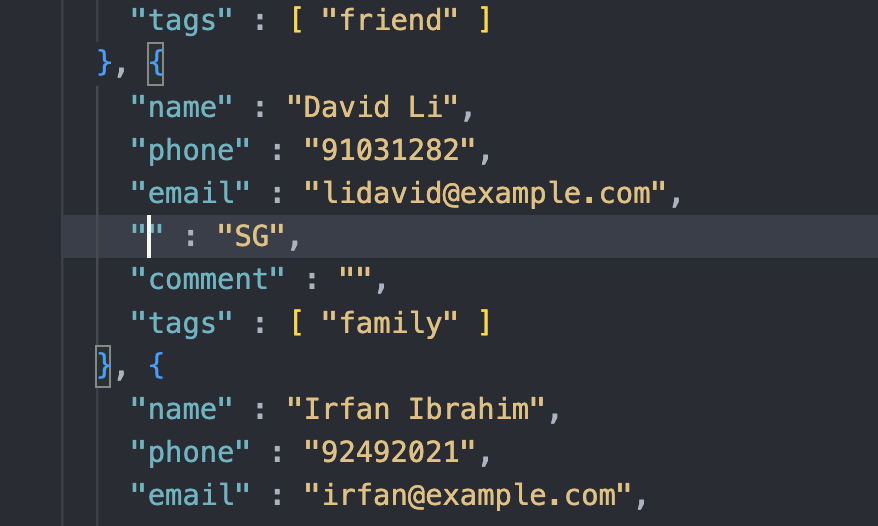 "tags" : [ "friend" ]
}, {
"name" : "David Li",
"phone" : "91031282",
"email" : "lidavid@example.com",
"" : "SG",
"comment" : "",
"tags" : [ "family" ]
}, {
"name" : "Irfan Ibrahim",
"phone" : "92492021",
"email" : "irfan@example.com",